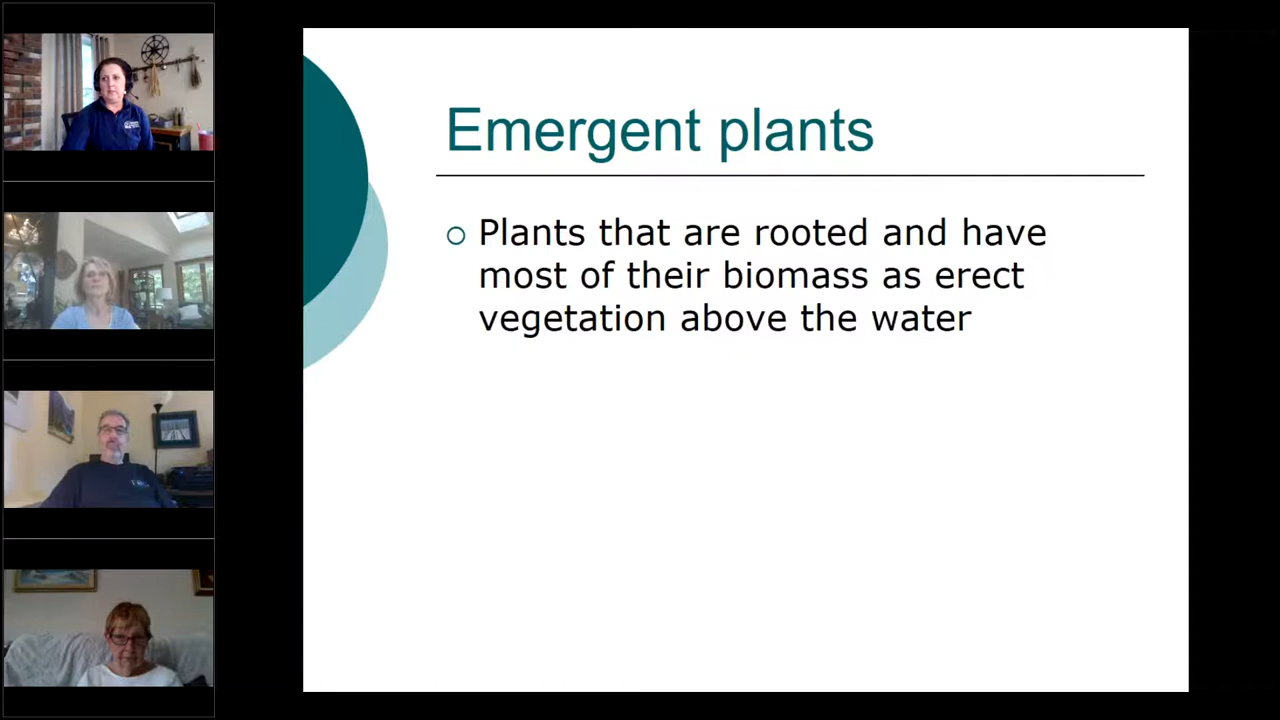 Emergent plants
Plants that are rooted and have
most of their biomass as erect
vegetation above the water